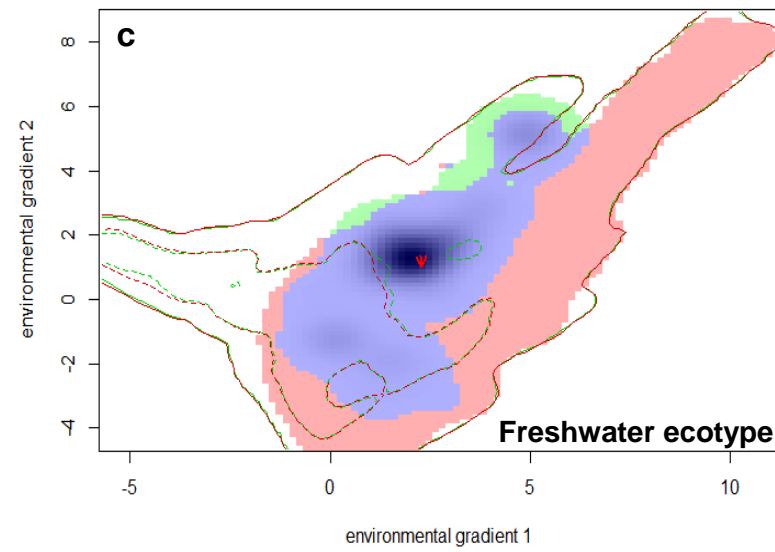 c
8
6
4
2
0
-2
-4
environmental gradient 2
Freshwater ecotype
-5
0
5
10
environmental gradient 1